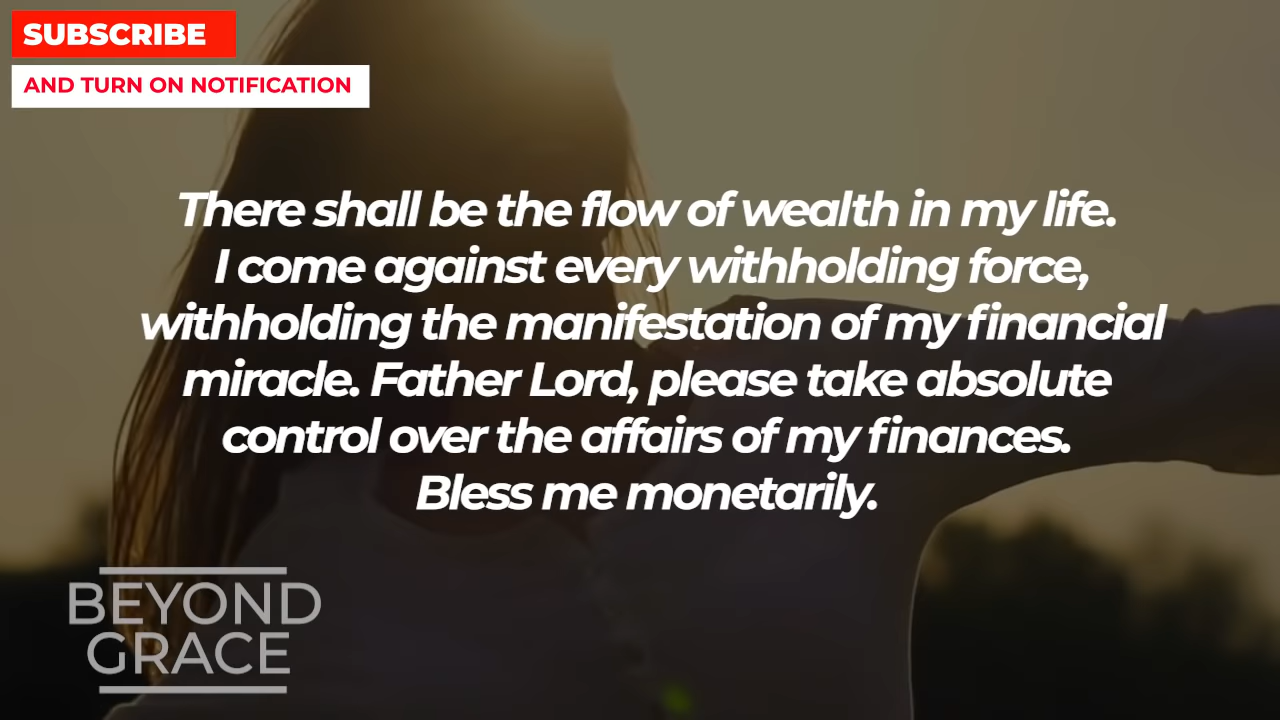 SUBSCRIBE
AND TURN ON NOTIFICATION
There shall be the flow of wealth in my life.
I come against every withholding force,
withholding the manifestation of my financial
miracle. Father Lord, please take absolute
control over the affairs of my finances.
Bless me monetarily.
BEYOND
GRACE